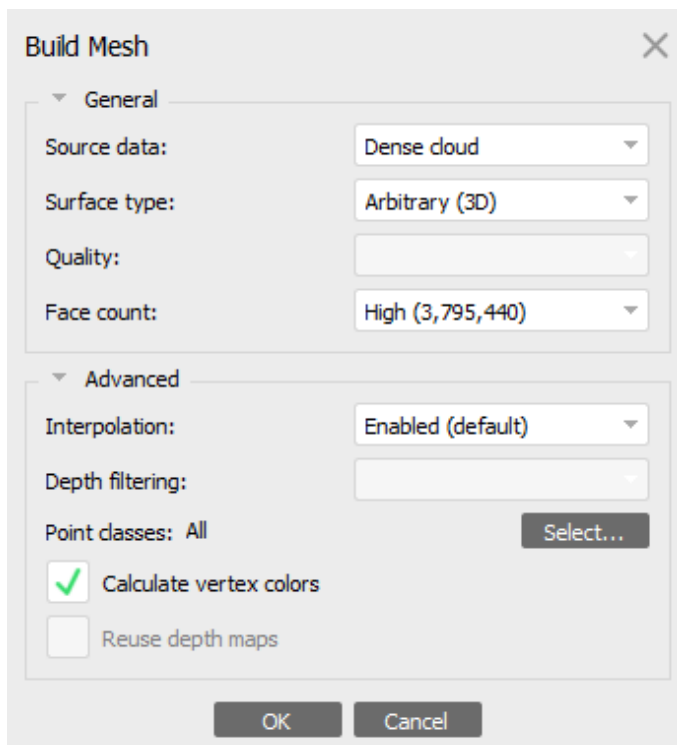 Build Mesh
General
Source data: Dense cloud
Surface type: Arbitrary (3D)
Quality:
Face count: High (3,795,440)
Advanced
Interpolation: Enabled (default)
Depth filtering:
Point classes: All Select...
Calculate vertex colors
Reuse depth maps
OK Cancel